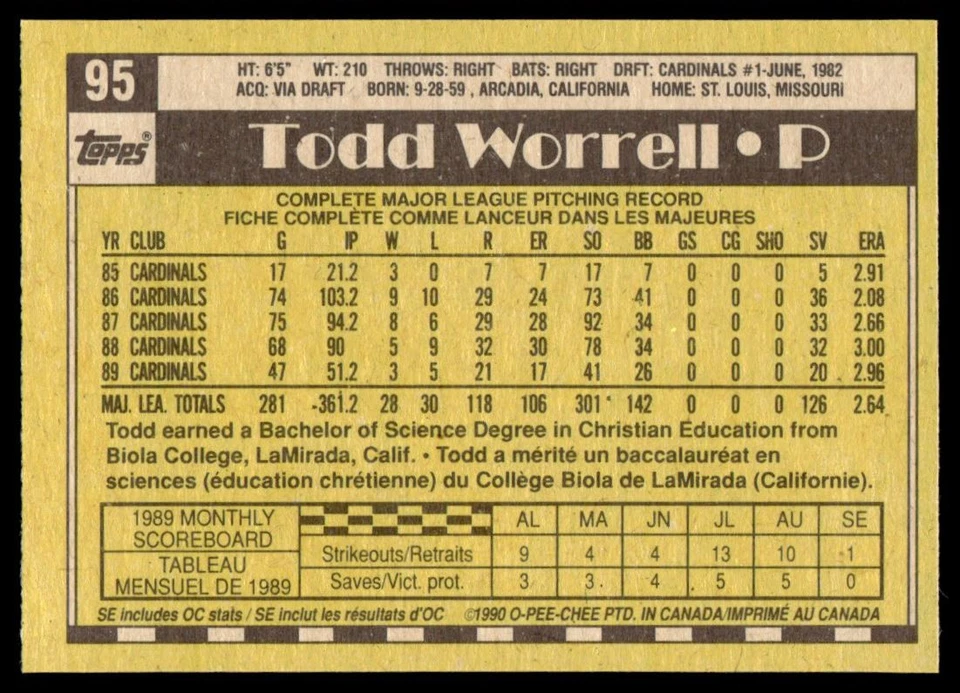 95
HT: 6'5" WT: 210 THROWS: RIGHT BATS: RIGHT DRFT: CARDINALS #1-JUNE, 1982
ACQ: VIA DRAFT BORN: 9-28-59 , ARCADIA, CALIFORNIA HOME: ST. LOUIS, MISSOURI
Topps®
Todd Worrell • P
COMPLETE MAJOR LEAGUE PITCHING RECORD
FICHE COMPLÈTE COMME LANCEUR DANS LES MAJEURES
YR CLUB G IP W L R ER SO BB GS CG SHO SV ERA
85 CARDINALS 17 21.2 3 0 7 7 17 7 0 0 0 5 2.91
86 CARDINALS 74 103.2 9 10 29 24 73 41 0 0 0 36 2.08
87 CARDINALS 75 94.2 8 6 29 28 92 34 0 0 0 33 2.66
88 CARDINALS 68 90 5 9 32 30 78 34 0 0 0 32 3.00
89 CARDINALS 47 51.2 3 5 21 17 41 26 0 0 0 20 2.96
MAJ. LEA. TOTALS 281 361.2 28 30 118 106 301 142 0 0 0 126 2.64
Todd earned a Bachelor of Science Degree in Christian Education from
Biola College, LaMirada, Calif. • Todd a mérité un baccalauréat en
sciences (éducation chrétienne) du Collège Biola de LaMirada (Californie).
1989 MONTHLY
SCOREBOARD
TABLEAU
MENSUEL DE 1989
AL MA JN JL AU SE
Strikeouts/Retraits 9 4 4 13 10 1
Saves/Vict. prot. 3 3 4 5 5 0
SE includes OC stats / SE inclut les résultats d'OC ©1990 O-PEE-CHEE PTD. IN CANADA/IMPRIMÉ AU CANADA